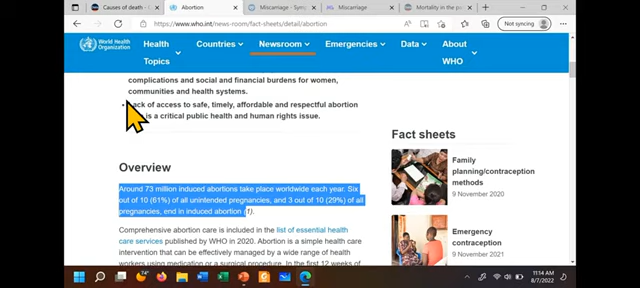 Causes of death
Abortion
Miscarriage - Sym
Miscarriage
Mortality in the p
https://www.who.int/news-room/fact-sheets/detail/abortion
Not syncing
World Health
Organization
Health
Topics
Countries
Newsroom
Emergencies
Data
About
WHO
complications and social and financial burdens for women,
communities and health systems.
Lack of access to safe, timely, affordable and respectful abortion
is a critical public health and human rights issue.
Overview
Around 73 million induced abortions take place worldwide each year. Six
out of 10 (61%) of all unintended pregnancies, and 3 out of 10 (29%) of all
pregnancies, end in induced abortion (1).
Comprehensive abortion care is included in the list of essential health
care services published by WHO in 2020. Abortion is a simple health care
intervention that can be effectively managed by a wide range of health
workers using medication or a surgical procedure. In the first 12 weeks of
Fact sheets
Family
planning/contraception
methods
9 November 2020
Emergency
contraception
9 November 2021
74°
11:14 AM
8/7/2022